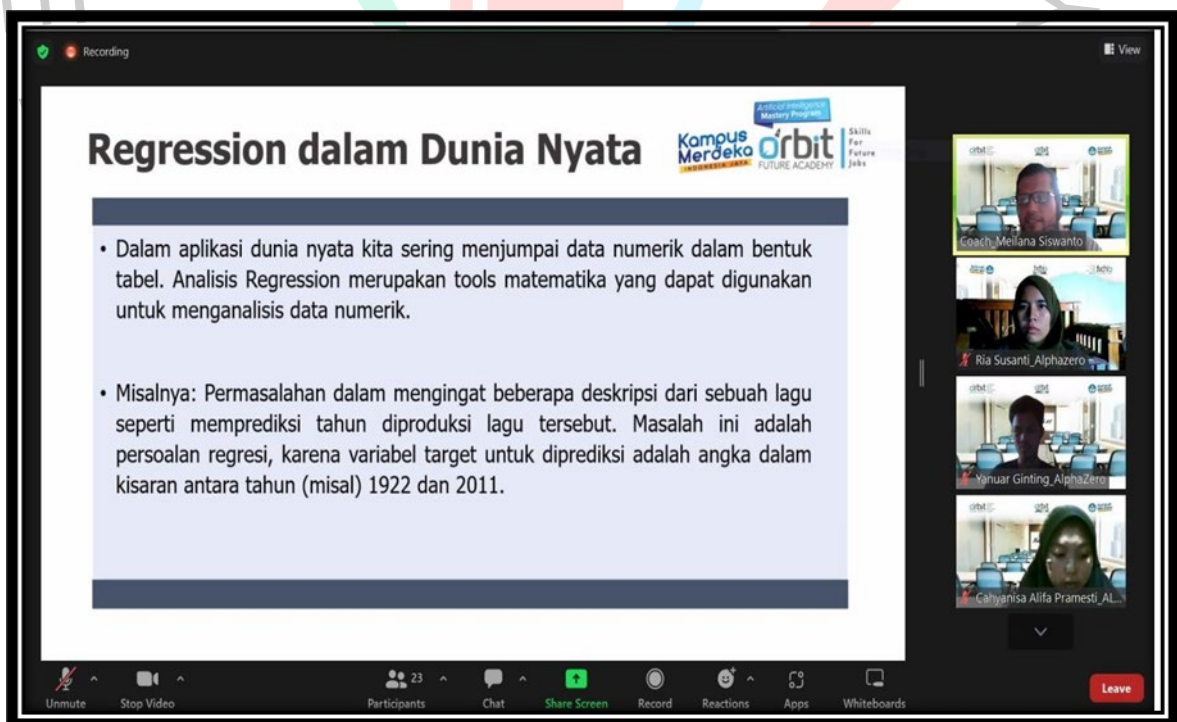 Recording
View
Regression dalam Dunia Nyata
Artificial Intelligence
Mastery Program
Kampus
Merdeka
INDONESIA JAYA
Orbit
FUTURE ACADEMY
Skills
For
Future
Jobs
• Dalam aplikasi dunia nyata kita sering menjumpai data numerik dalam bentuk
tabel. Analisis Regression merupakan tools matematika yang dapat digunakan
untuk menganalisis data numerik.
• Misalnya: Permasalahan dalam mengingat beberapa deskripsi dari sebuah lagu
seperti memprediksi tahun diproduksi lagu tersebut. Masalah ini adalah
persoalan regresi, karena variabel target untuk diprediksi adalah angka dalam
kisaran antara tahun (misal) 1922 dan 2011.
Coach_Meilana Siswanto
Ria Susanti_Alphazero
Yanuar Ginting_AlphaZero
Cahyanisa Alifa Pramesti_AL...
Unmute
Stop Video
23
Participants
Chat
Share Screen
Record
Reactions
Apps
Whiteboards
Leave